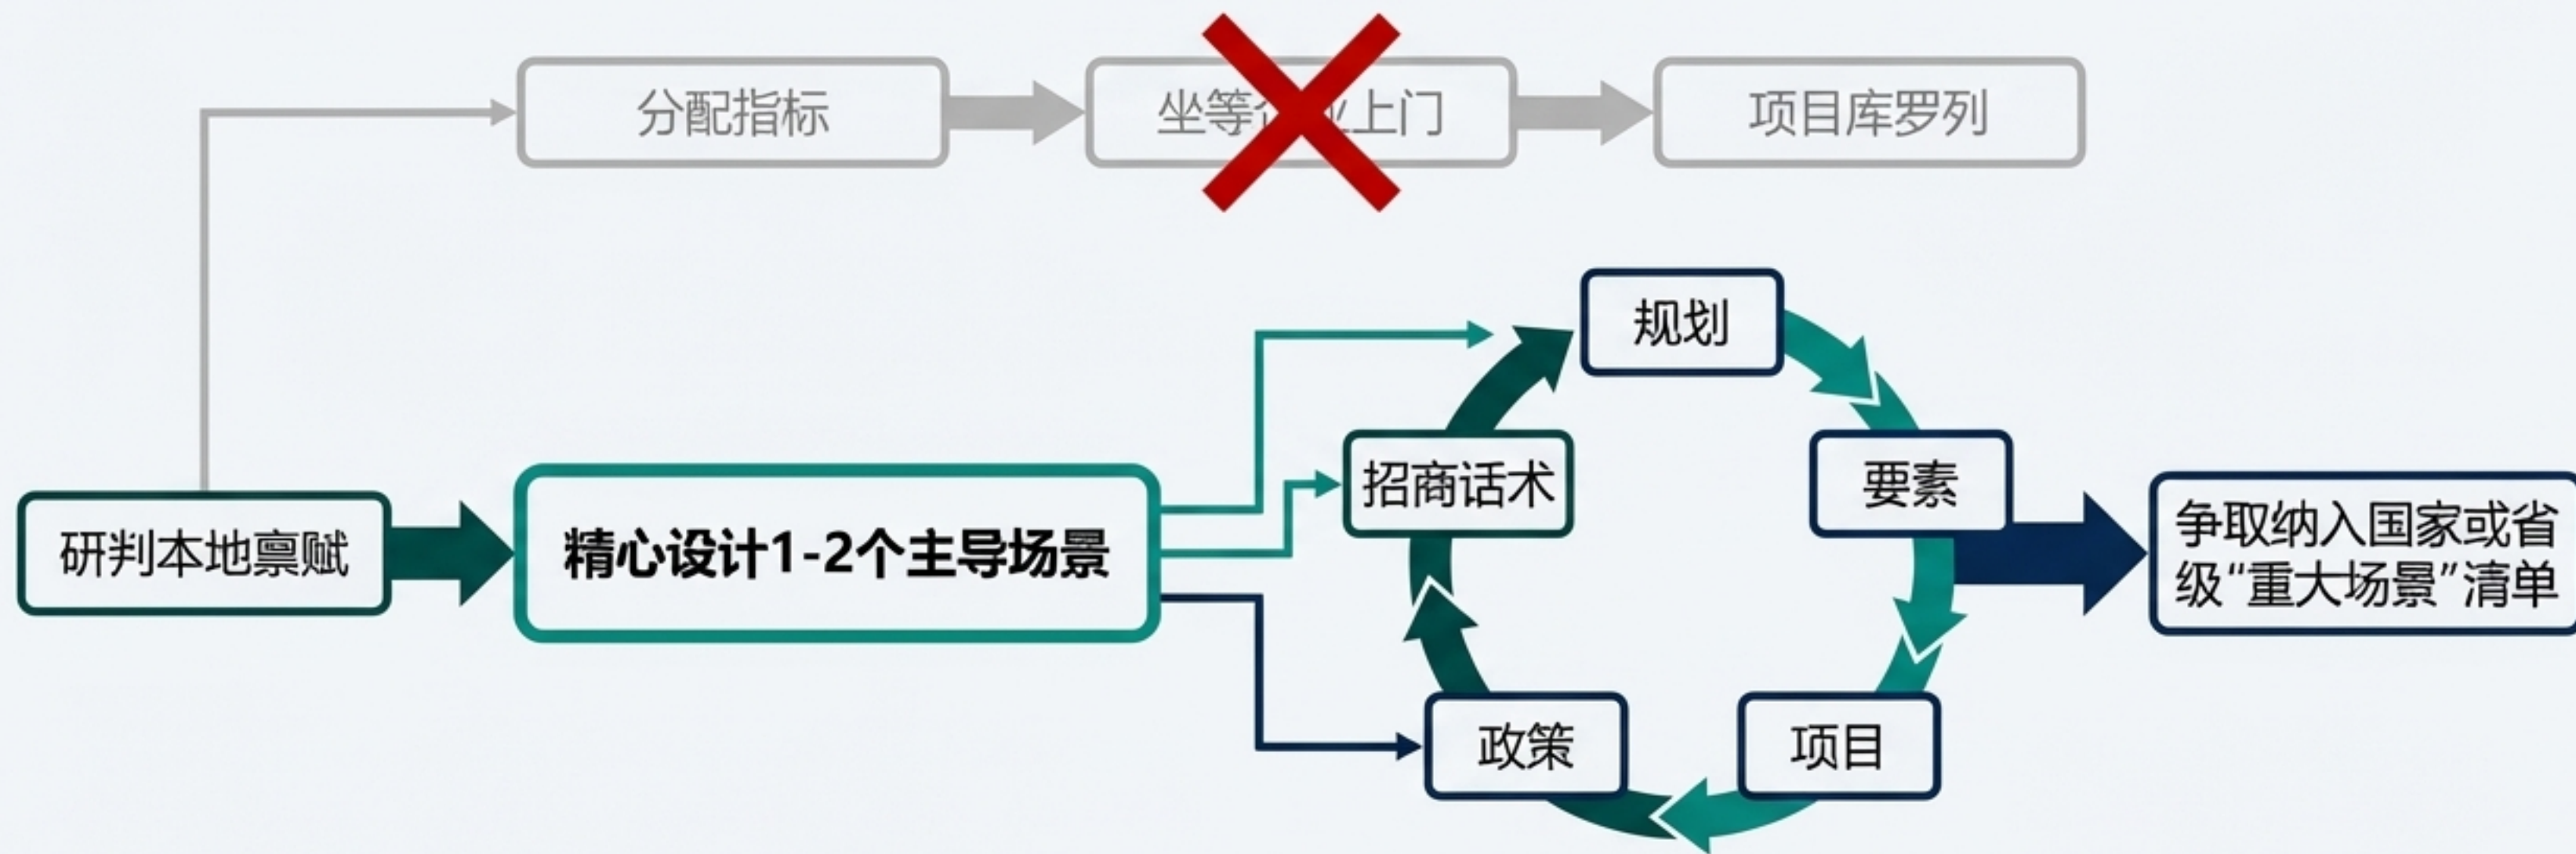 分配指标
坐等企业上门
项目库罗列
规划
招商话术
要素
研判本地禀赋
精心设计1-2个主导场景
争取纳入国家或省
级“重大场景”清单
政策
项目